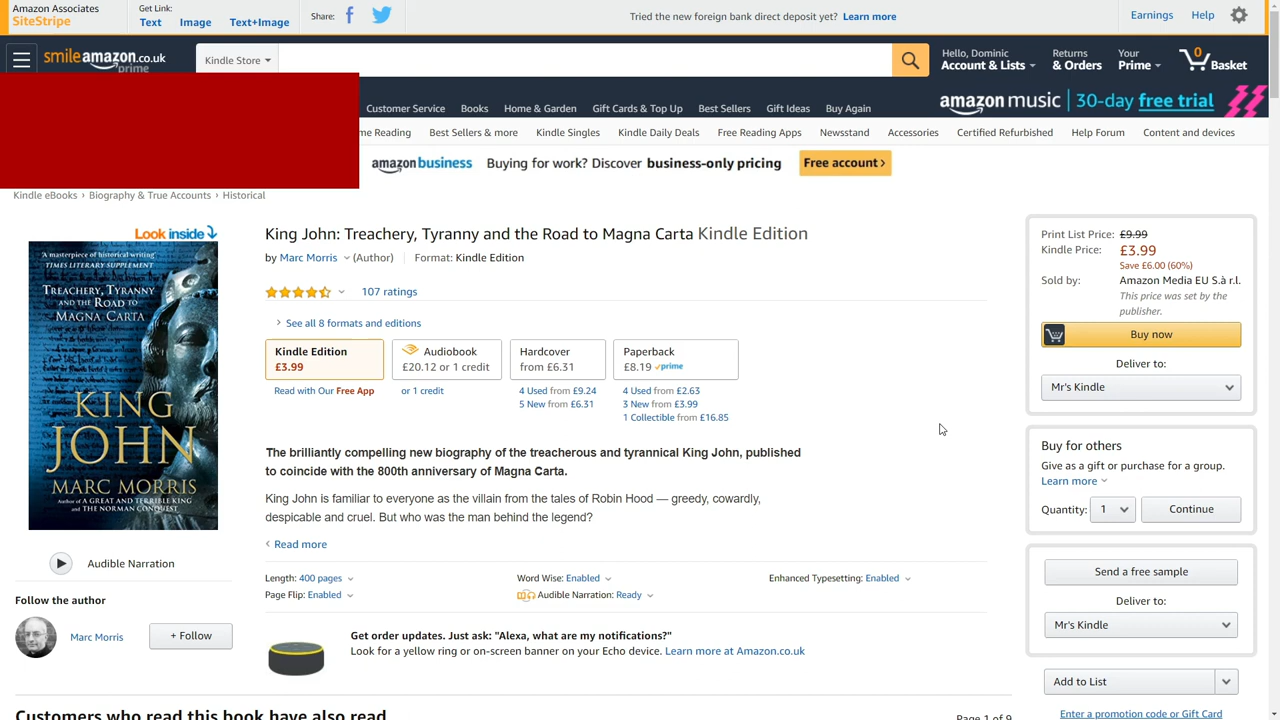 Amazon Associates
SiteStripe
Get Link:
Text Image Text+Image
Share:
Tried the new foreign bank direct deposit yet? Learn more
Earnings Help
smile.amazon.co.uk
prime
Kindle Store
Hello, Dominic
Account & Lists
Returns
& Orders
Your
Prime
0
Basket
Customer Service Books Home & Garden Gift Cards & Top Up Best Sellers Gift Ideas Buy Again
amazon music | 30-day free trial
me Reading Best Sellers & more Kindle Singles Kindle Daily Deals Free Reading Apps Newsstand Accessories Certified Refurbished Help Forum Content and devices
amazon business Buying for work? Discover business-only pricing Free account ›
Kindle eBooks › Biography & True Accounts › Historical
Look inside
'A masterpiece of historical writing'
TIMES LITERARY SUPPLEMENT
TREACHERY, TYRANNY
AND THE ROAD TO
MAGNA CARTA
KING
JOHN
MARC MORRIS
Author of A GREAT AND TERRIBLE KING
and THE NORMAN CONQUEST
Audible Narration
Follow the author
Marc Morris + Follow
King John: Treachery, Tyranny and the Road to Magna Carta Kindle Edition
by Marc Morris (Author) | Format: Kindle Edition
107 ratings
› See all 8 formats and editions
Kindle Edition
£3.99
Read with Our Free App
Audiobook
£20.12 or 1 credit
or 1 credit
Hardcover
from £6.31
4 Used from £9.24
5 New from £6.31
Paperback
£8.19 prime
4 Used from £2.63
3 New from £3.99
1 Collectible from £16.85
The brilliantly compelling new biography of the treacherous and tyrannical King John, published
to coincide with the 800th anniversary of Magna Carta.
King John is familiar to everyone as the villain from the tales of Robin Hood — greedy, cowardly,
despicable and cruel. But who was the man behind the legend?
‹ Read more
Length: 400 pages Word Wise: Enabled Enhanced Typesetting: Enabled
Page Flip: Enabled Audible Narration: Ready
Get order updates. Just ask: "Alexa, what are my notifications?"
Look for a yellow ring or on-screen banner on your Echo device. Learn more at Amazon.co.uk
Print List Price: £9.99
Kindle Price: £3.99
Save £6.00 (60%)
Sold by: Amazon Media EU S.à r.l.
This price was set by the
publisher.
Buy now
Deliver to:
Mr's Kindle
Buy for others
Give as a gift or purchase for a group.
Learn more
Quantity: 1 Continue
Send a free sample
Deliver to:
Mr's Kindle
Add to List
Enter a promotion code or Gift Card
Customers who read this book have also read
Page 1 of 9